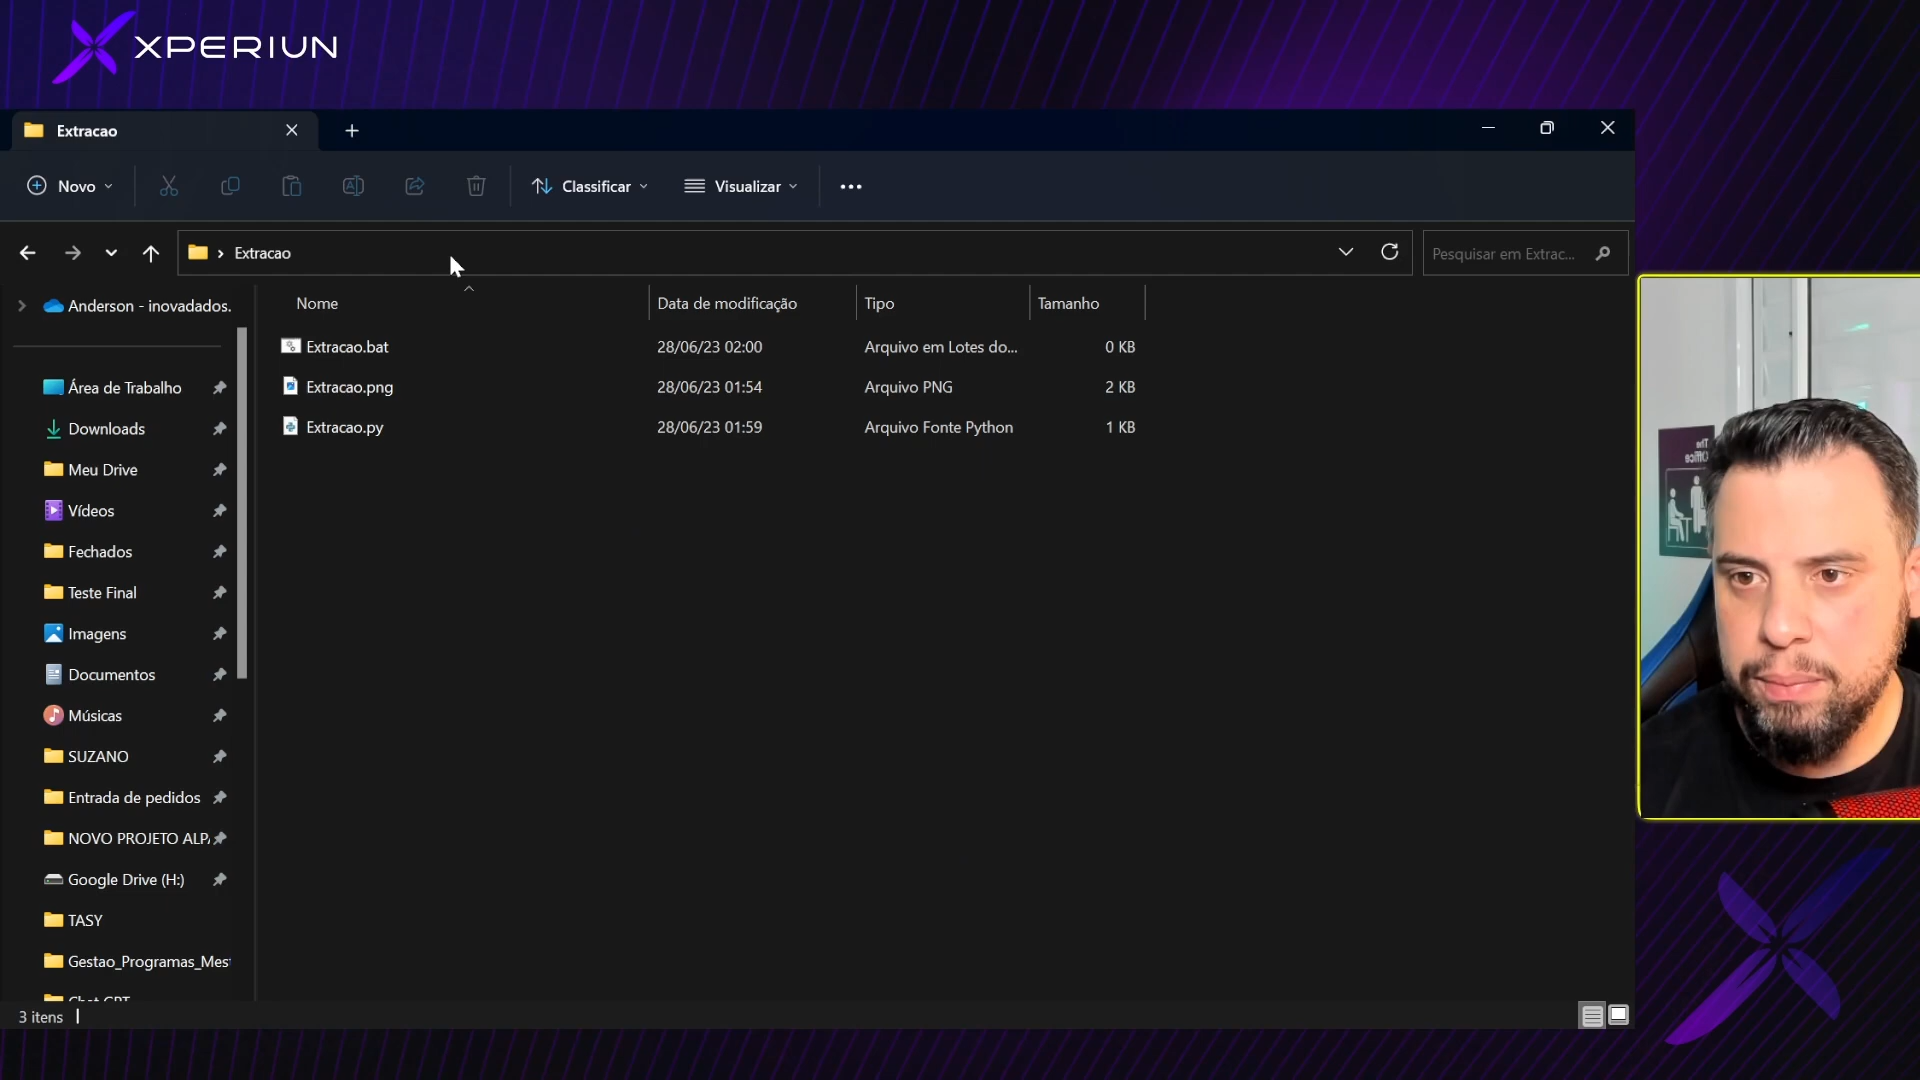 XPERIUN
Extracao
Novo
Classificar
Visualizar
Extracao
Pesquisar em Extrac...
Anderson - inovadados.
Nome
Data de modificação
Tipo
Tamanho
Extracao.bat
28/06/23 02:00
Arquivo em Lotes do...
0 KB
Extracao.png
28/06/23 01:54
Arquivo PNG
2 KB
Extracao.py
28/06/23 01:59
Arquivo Fonte Python
1 KB
Área de Trabalho
Downloads
Meu Drive
Vídeos
Fechados
Teste Final
Imagens
Documentos
Músicas
SUZANO
Entrada de pedidos
NOVO PROJETO ALP
Google Drive (H:)
TASY
Gestao_Programas_Mes
Chat GPT
3 itens
The
Office